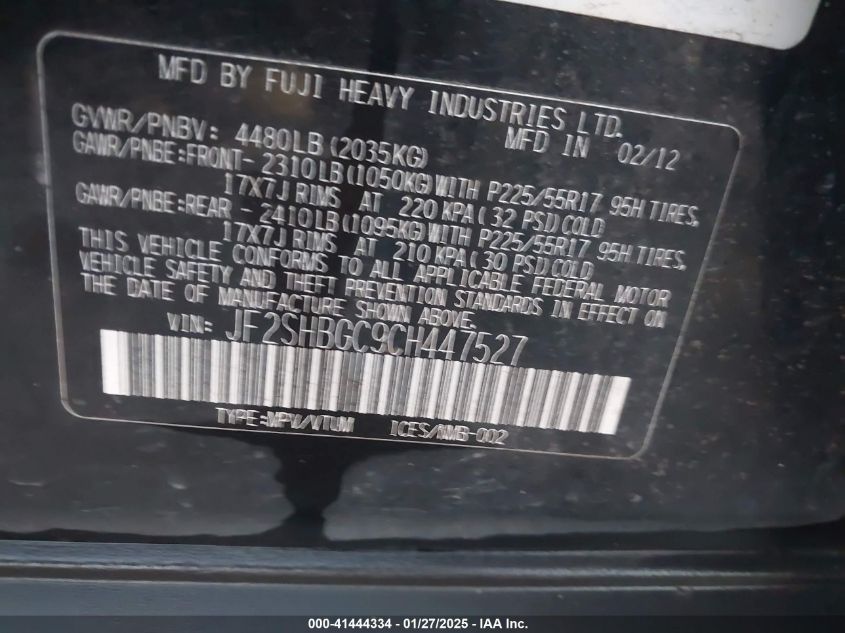 MFD BY FUJI HEAVY INDUSTRIES, LTD.
MFD IN 02/12
GVWR/PNBV: 4480LB (2035KG)
GAWR/PNBE:FRONT- 2310LB(1050KG)WITH P225/55R17 95H TIRES,
17X7J RIMS AT 220 KPA( 32 PSI)COLD
GAWR/PNBE:REAR - 2410LB(1095KG)WITH P225/55R17 95H TIRES,
17X7J RIMS AT 210 KPA( 30 PSI)COLD
THIS VEHICLE CONFORMS TO ALL APPLICABLE FEDERAL MOTOR
VEHICLE SAFETY AND THEFT PREVENTION STANDARDS IN EFFECT ON
THE DATE OF MANUFACTURE SHOWN ABOVE.
VIN: JF2SHBGC9CH447527
TYPE:MPV/VTUM ICES/NMB-002
000-41444334 | 01/27/2025 | IAA Inc.